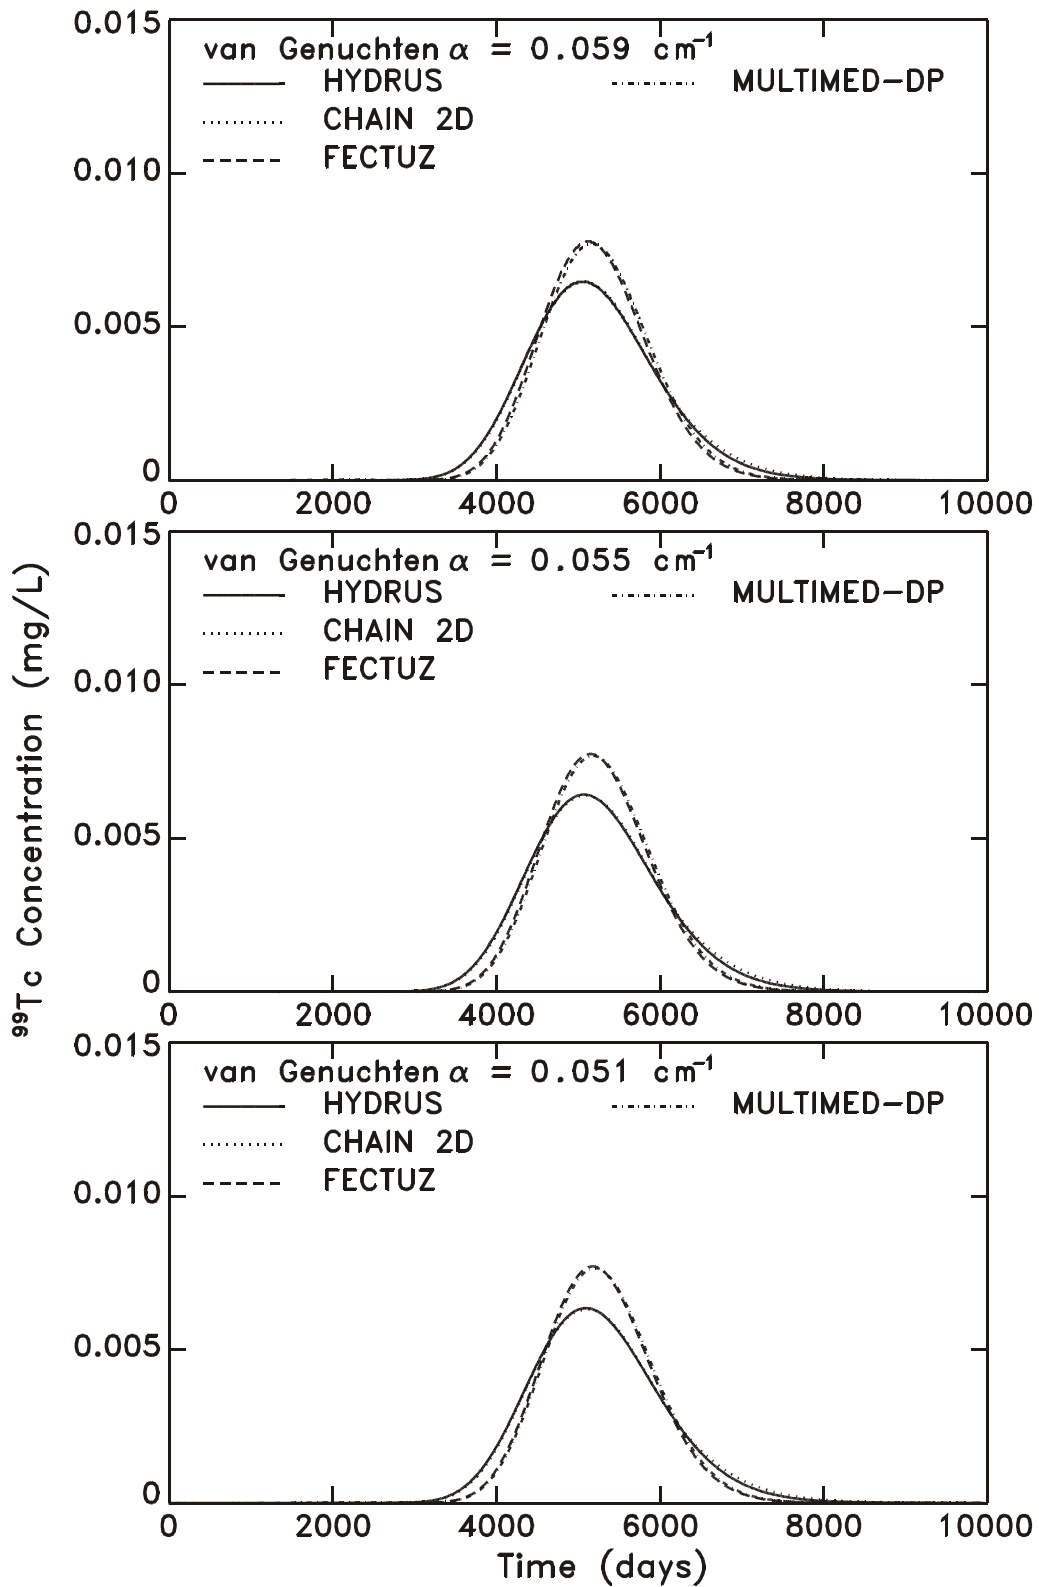 0.015
van Genuchten α = 0.059 cm⁻¹
HYDRUS MULTIMED-DP
CHAIN 2D
FECTUZ
0.010
0.005
0
0 2000 4000 6000 8000 10000
0.015
van Genuchten α = 0.055 cm⁻¹
HYDRUS MULTIMED-DP
CHAIN 2D
FECTUZ
0.010
0.005
0
0 2000 4000 6000 8000 10000
⁹⁹Tc Concentration (mg/L)
0.015
van Genuchten α = 0.051 cm⁻¹
HYDRUS MULTIMED-DP
CHAIN 2D
FECTUZ
0.010
0.005
0
0 2000 4000 6000 8000 10000
Time (days)